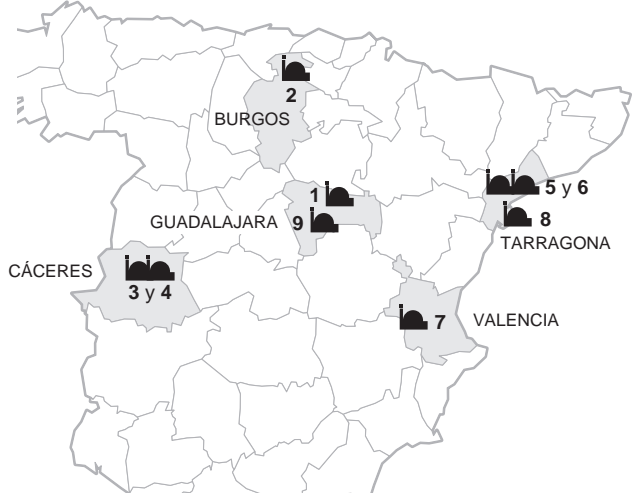 2
BURGOS
5 y 6
1
8
GUADALAJARA 9
TARRAGONA
CÁCERES
3 y 4
7 VALENCIA